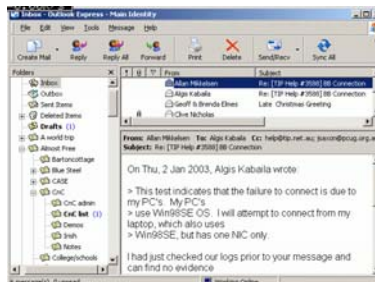 Inbox - Outlook Express - Main Identity
File Edit View Tools Message Help
Create Mail Reply Reply All Forward Print Delete Send/Recv Sync All
Folders
Inbox
Outbox
Sent Items
Deleted Items
Drafts (1)
A world trip
Almost Free
Bartoncottage
Blue Steel
CASE
CnC
CnC admin
CnC list (1)
Demos
Irish
Notes
College/schools
From Subject
Allan Mikkelsen Re: [TIP Help #3588] BB Connection
Algis Kabaila Re: [TIP Help #3588] BB Connection
Geoff & Brenda Elmes Late Christmas Greeting
Clive Nicholas
From: Allan Mikkelsen To: Algis Kabaila Cc: help@tip.net.au;
Subject: Re: [TIP Help #3588] BB Connection
On Thu, 2 Jan 2003, Algis Kabaila wrote:
> This test indicates that the failure to connect is due to
my PC's. My PC's
> use Win98SE OS. I will attempt to connect from my
laptop, which also uses
> Win98SE, but has one NIC only.
I had just checked our logs prior to your message and
can find no evidence
Working Online